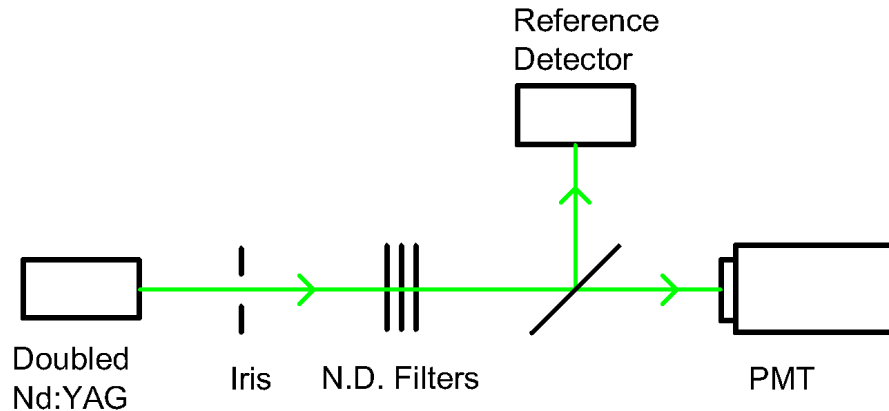 Reference
Detector
Doubled
Nd:YAG
Iris
N.D. Filters
PMT